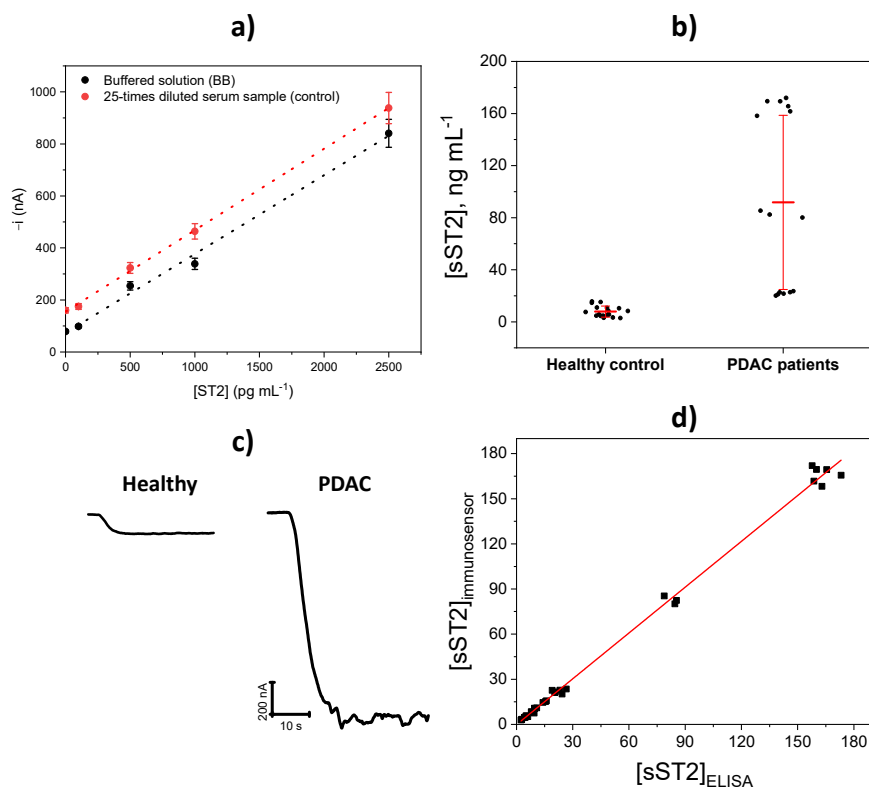 a)
Buffered solution (BB)
25-times diluted serum sample (control)
1000
800
600
400
200
0
−i (nA)
0 500 1000 1500 2000 2500
[ST2] (pg mL⁻¹)
b)
200
160
120
80
40
0
[sST2], ng mL⁻¹
Healthy control PDAC patients
c)
Healthy PDAC
200 nA
10 s
d)
180
150
120
90
60
30
0
[sST2]immunosensor
0 30 60 90 120 150 180
[sST2]ELISA